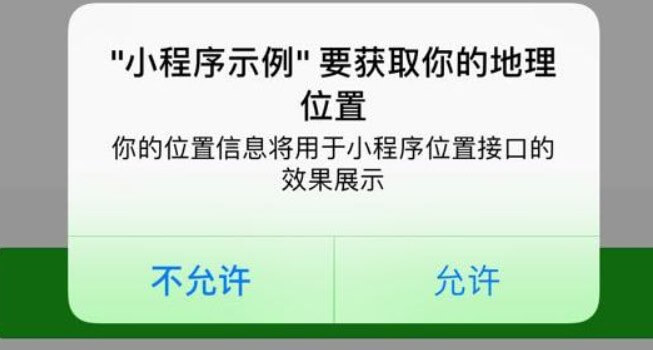 "小程序示例" 要获取你的地理
位置
你的位置信息将用于小程序位置接口的
效果展示
不允许
允许